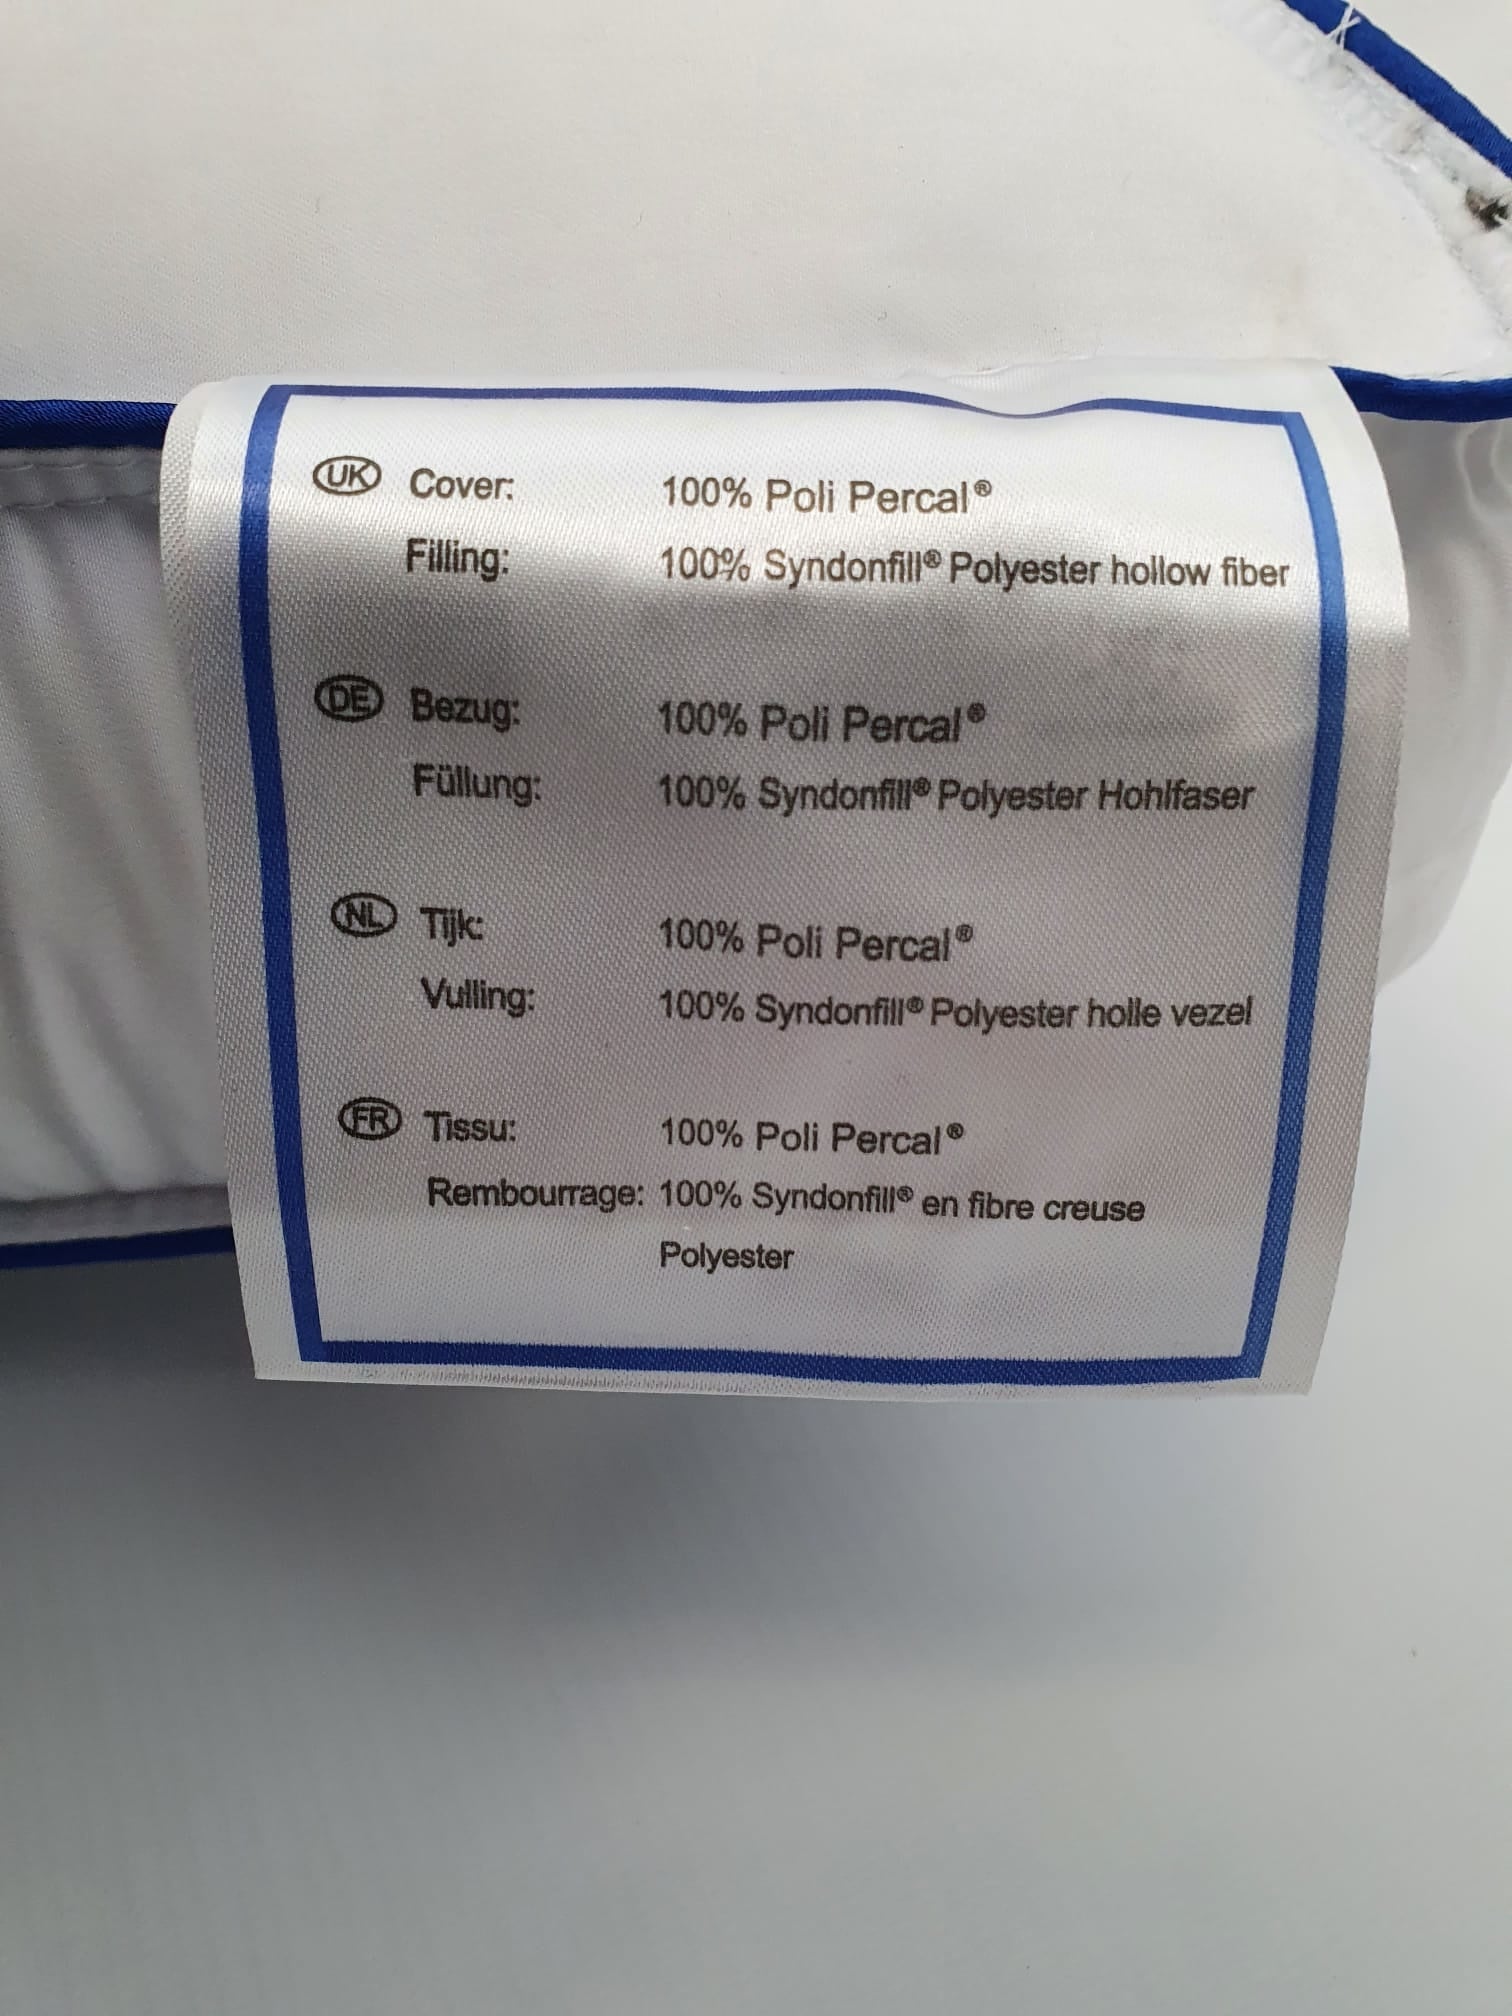 UK Cover: 100% Poli Percal®
Filling: 100% Syndonfill® Polyester hollow fiber
DE Bezug: 100% Poli Percal®
Füllung: 100% Syndonfill® Polyester Hohlfaser
NL Tijk: 100% Poli Percal®
Vulling: 100% Syndonfill® Polyester holle vezel
FR Tissu: 100% Poli Percal®
Rembourrage: 100% Syndonfill® en fibre creuse
Polyester